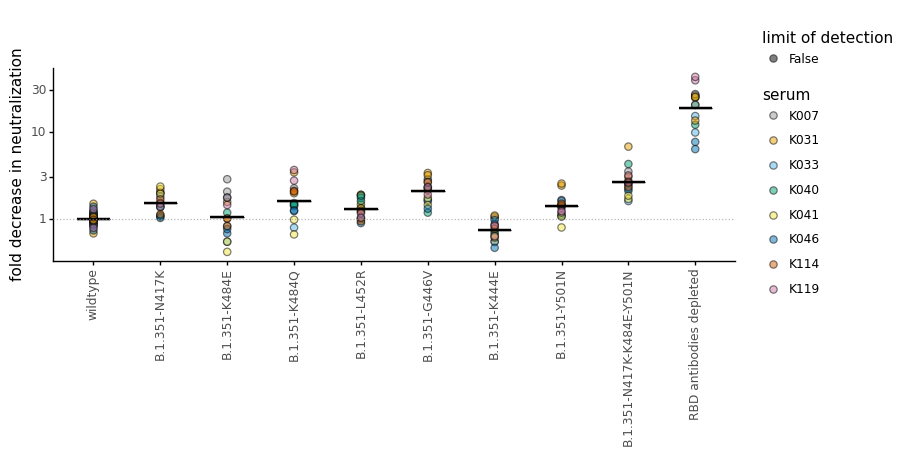 fold decrease in neutralization
30
10
3
1
wildtype
B.1.351-N417K
B.1.351-K484E
B.1.351-K484Q
B.1.351-L452R
B.1.351-G446V
B.1.351-K444E
B.1.351-Y501N
B.1.351-N417K-K484E-Y501N
RBD antibodies depleted
limit of detection
False
serum
K007
K031
K033
K040
K041
K046
K114
K119